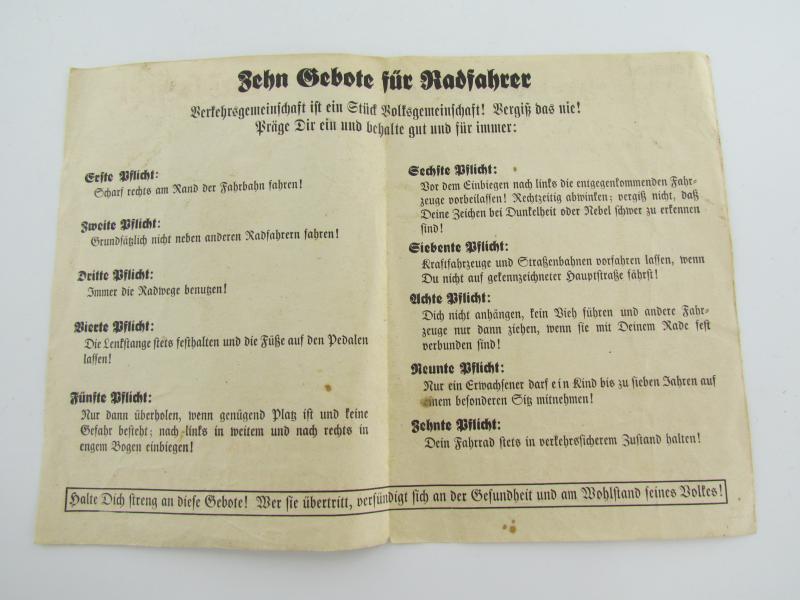 Zehn Gebote für Radfahrer
Verkehrsgemeinschaft ist ein Stück Volksgemeinschaft! Vergiß das nie!
Präge Dir ein und behalte gut und für immer:
Erste Pflicht:
Scharf rechts am Rand der Fahrbahn fahren!
Zweite Pflicht:
Grundsätzlich nicht neben anderen Radfahrern fahren!
Dritte Pflicht:
Immer die Radwege benutzen!
Vierte Pflicht:
Die Lenkstange stets festhalten und die Füße auf den Pedalen
lassen!
Fünfte Pflicht:
Nur dann überholen, wenn genügend Platz ist und keine
Gefahr besteht; nach links in weitem und nach rechts in
engem Bogen einbiegen!
Sechste Pflicht:
Vor dem Einbiegen nach links die entgegenkommenden Fahr-
zeuge vorbeilassen! Rechtzeitig abwinken; vergiß nicht, daß
Deine Zeichen bei Dunkelheit oder Nebel schwer zu erkennen
sind!
Siebente Pflicht:
Kraftfahrzeuge und Straßenbahnen vorfahren lassen, wenn
Du nicht auf gekennzeichneter Hauptstraße fährst!
Achte Pflicht:
Dich nicht anhängen, kein Vieh führen und andere Fahr-
zeuge nur dann ziehen, wenn sie mit Deinem Rade fest
verbunden sind!
Neunte Pflicht:
Nur ein Erwachsener darf ein Kind bis zu sieben Jahren auf
einem besonderen Sitz mitnehmen!
Zehnte Pflicht:
Dein Fahrrad stets in verkehrssicherem Zustand halten!
Halte Dich streng an diese Gebote! Wer sie übertritt, versündigt sich an der Gesundheit und am Wohlstand seines Volkes!